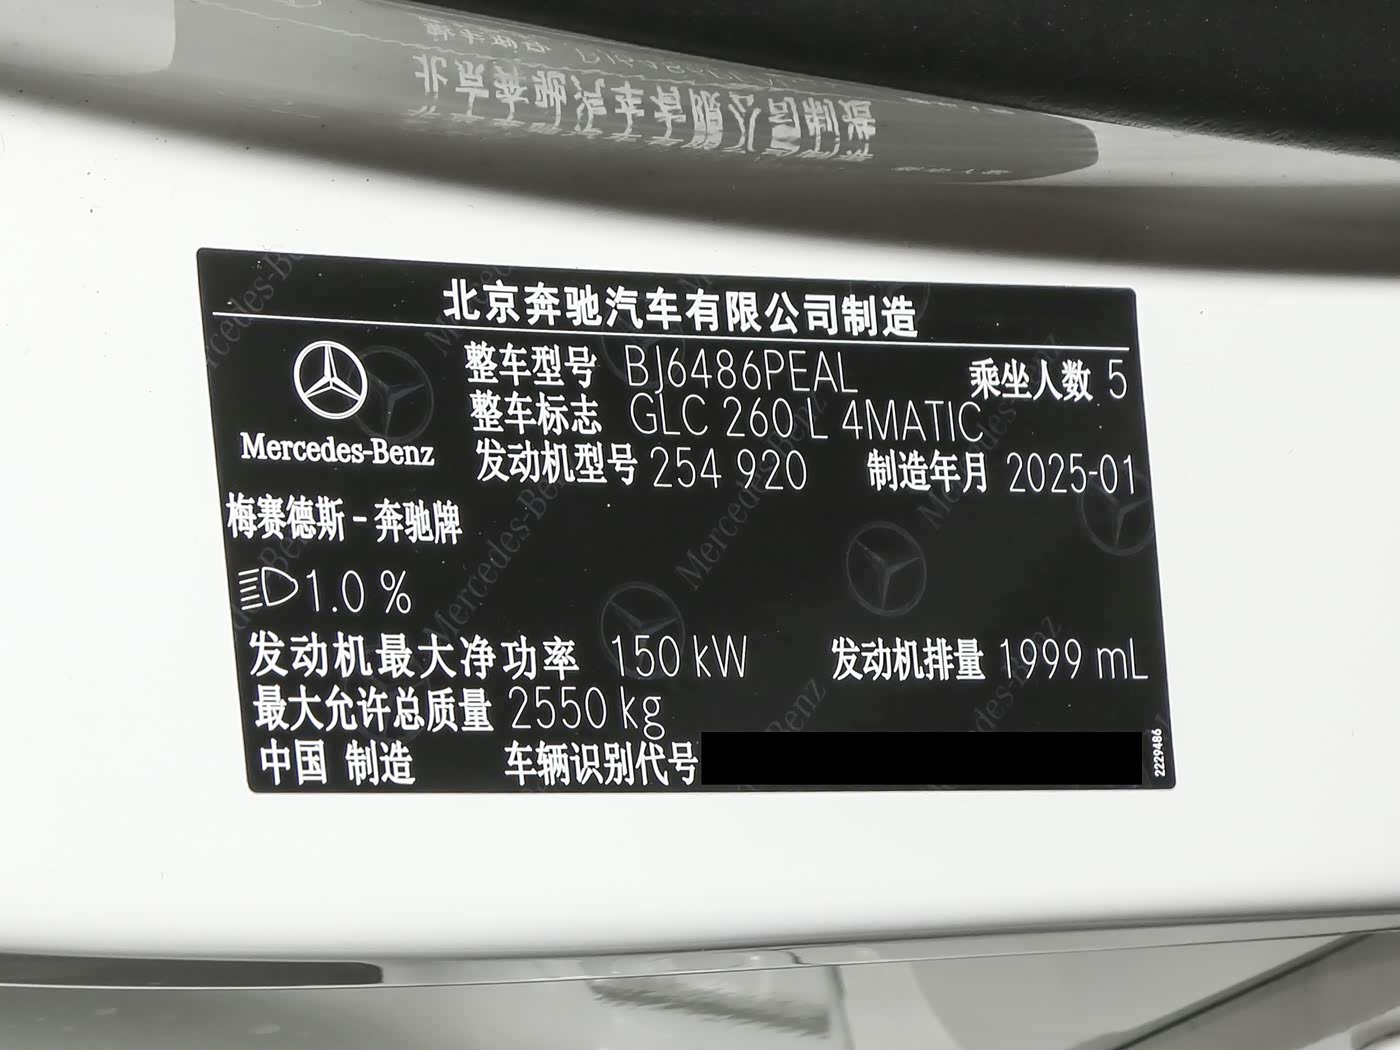 北京奔驰汽车有限公司制造
整车型号 BJ6486PEAL 乘坐人数 5
整车标志 GLC 260 L 4MATIC
Mercedes-Benz
发动机型号 254 920 制造年月 2025-01
梅赛德斯-奔驰牌
1.0 %
发动机最大净功率 150 kW 发动机排量 1999 mL
最大允许总质量 2550 kg
中国 制造 车辆识别代号
2229486